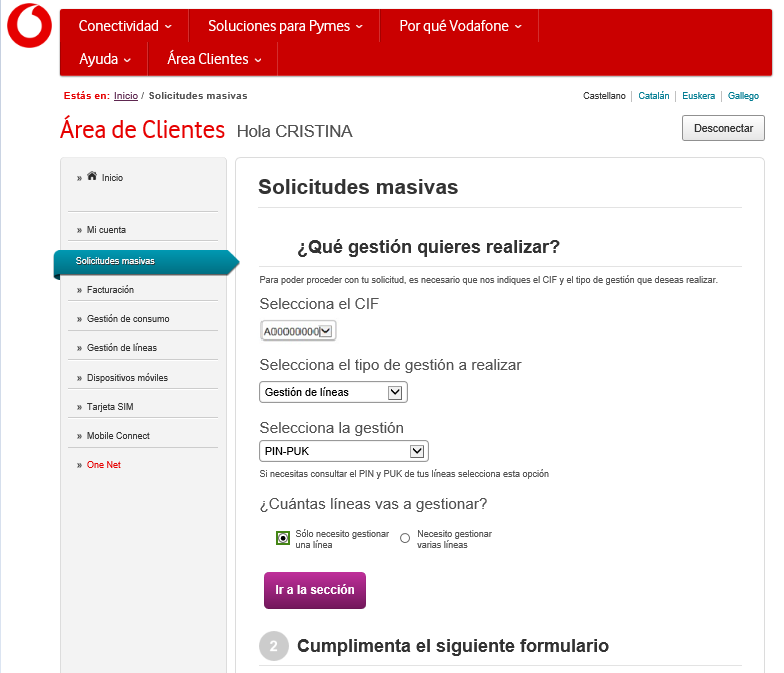 Conectividad Soluciones para Pymes Por qué Vodafone
Ayuda Área Clientes
Estás en: Inicio / Solicitudes masivas
Castellano | Catalán | Euskera | Gallego
Área de Clientes Hola CRISTINA
Desconectar
» Inicio
» Mi cuenta
Solicitudes masivas
» Facturación
» Gestión de consumo
» Gestión de líneas
» Dispositivos móviles
» Tarjeta SIM
» Mobile Connect
» One Net
Solicitudes masivas
¿Qué gestión quieres realizar?
Para poder proceder con tu solicitud, es necesario que nos indiques el CIF y el tipo de gestión que deseas realizar.
Selecciona el CIF
A00000000
Selecciona el tipo de gestión a realizar
Gestión de líneas
Selecciona la gestión
PIN-PUK
Si necesitas consultar el PIN y PUK de tus líneas selecciona esta opción
¿Cuántas líneas vas a gestionar?
Sólo necesito gestionar
una línea
Necesito gestionar
varias líneas
Ir a la sección
2 Cumplimenta el siguiente formulario